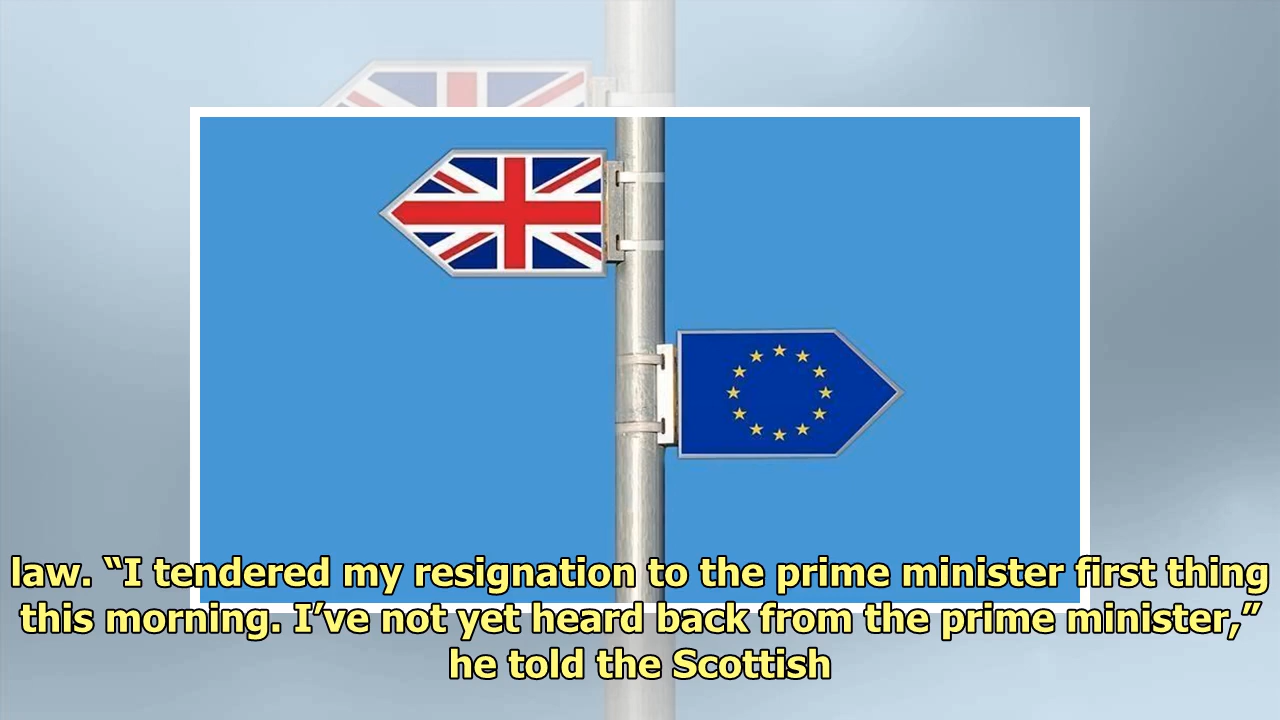 law. “I tendered my resignation to the prime minister first thing
this morning. I’ve not yet heard back from the prime minister,”
he told the Scottish